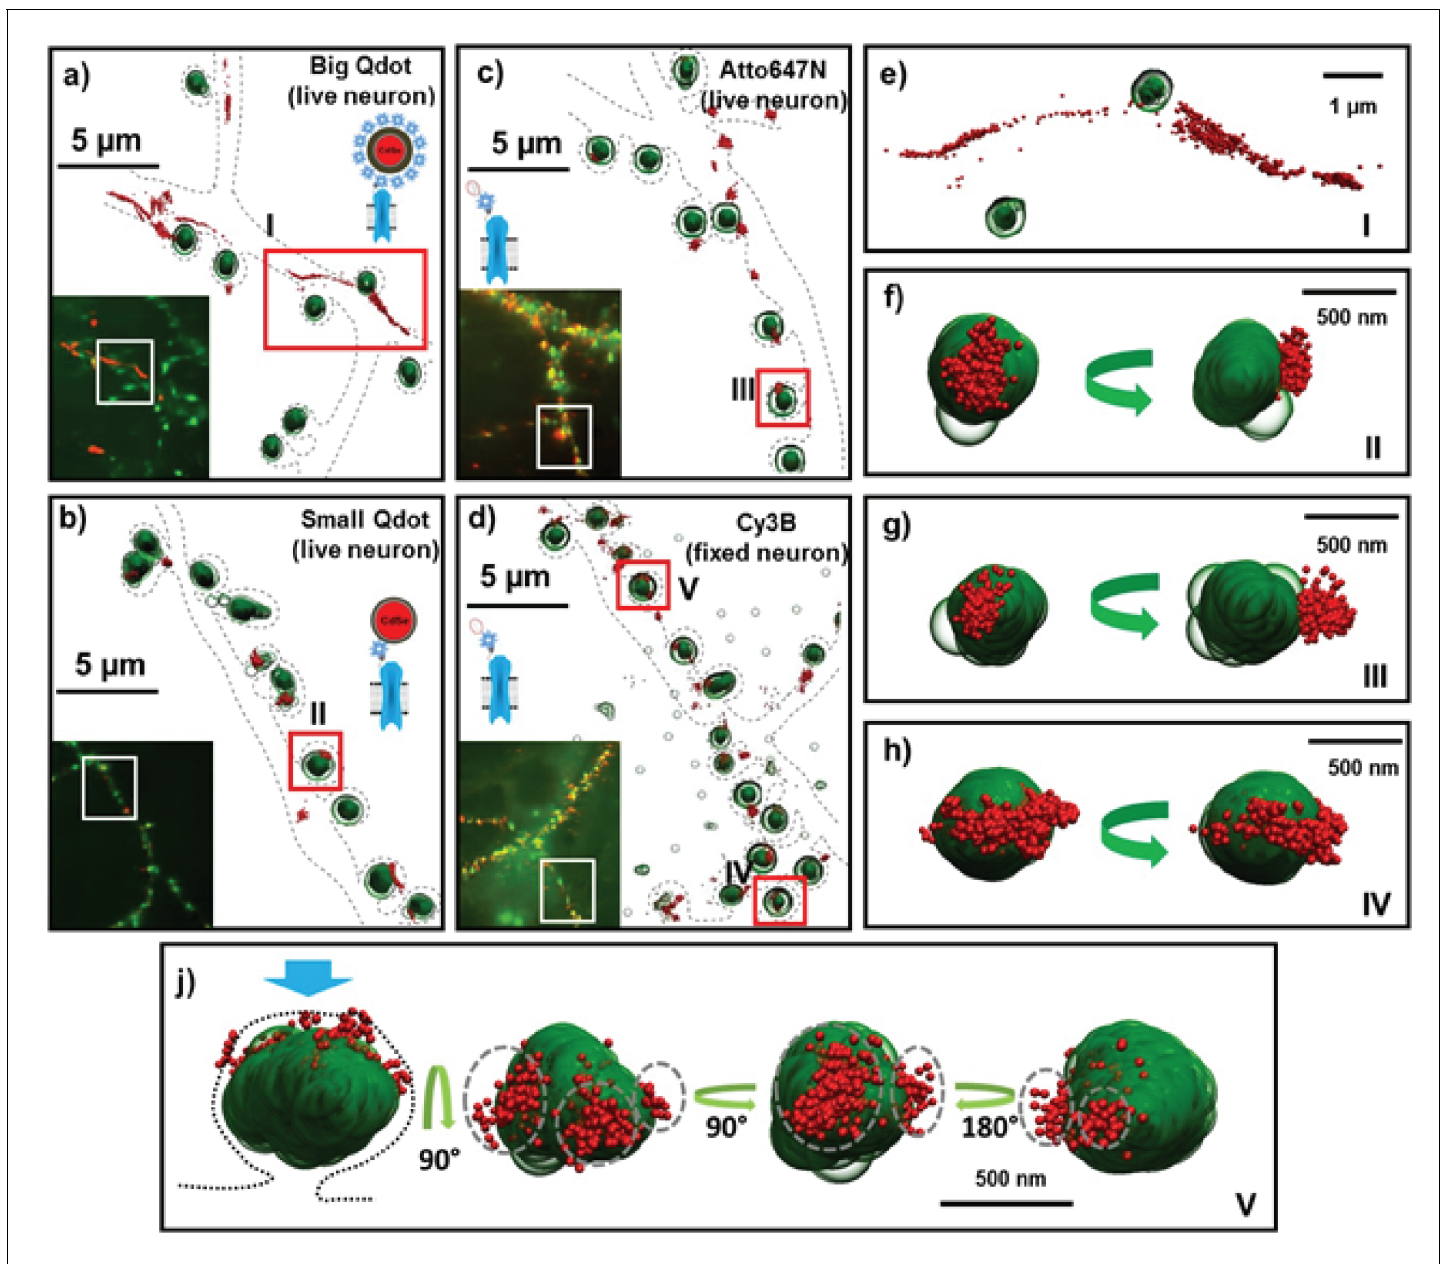 a)
Big Qdot
(live neuron)
5 μm
CdSe
I
c)
Atto647N
(live neuron)
5 μm
III
e)
1 μm
I
f)
500 nm
II
b)
Small Qdot
(live neuron)
CdSe
5 μm
II
d)
Cy3B
(fixed neuron)
5 μm
V
IV
g)
500 nm
III
h)
500 nm
IV
j)
90°
90°
180°
500 nm
V